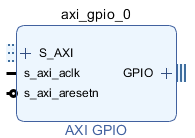 axi_gpio_0
S_AXI
s_axi_aclk
GPIO
s_axi_aresetn
AXI GPIO